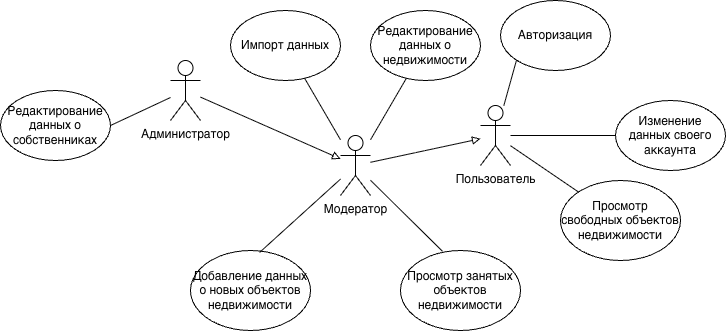 Импорт данных
Редактирование
данных о
недвижимости
Авторизация
Редактирование
данных о
собственниках
Администратор
Изменение
данных своего
аккаунта
Пользователь
Модератор
Просмотр
свободных объектов
недвижимости
Добавление данных
о новых объектов
недвижимости
Просмотр занятых
объектов
недвижимости